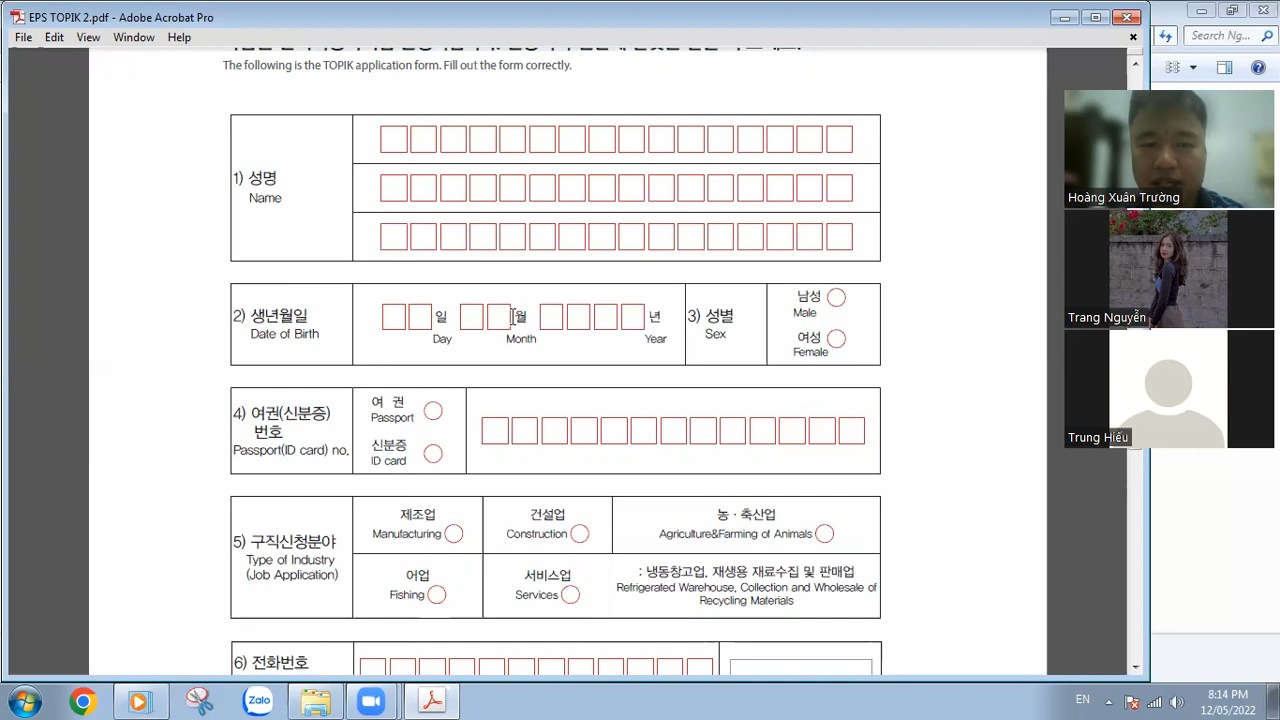 EPS TOPIK 2.pdf - Adobe Acrobat Pro
File Edit View Window Help
Search Ng...
The following is the TOPIK application form. Fill out the form correctly.
1) 성명
Name
2) 생년월일
Date of Birth
일
Day
월
Month
년
Year
3) 성별
Sex
남성
Male
여성
Female
4) 여권(신분증)
번호
Passport(ID card) no.
여 권
Passport
신분증
ID card
5) 구직신청분야
Type of Industry
(Job Application)
제조업
Manufacturing
건설업
Construction
농 · 축산업
Agriculture&Farming of Animals
어업
Fishing
서비스업
Services
: 냉동창고업, 재생용 재료수집 및 판매업
Refrigerated Warehouse, Collection and Wholesale of
Recycling Materials
6) 전화번호
Hoàng Xuân Trường
Trang Nguyễn
Trung Hiếu
Zalo
EN
8:14 PM
12/05/2022